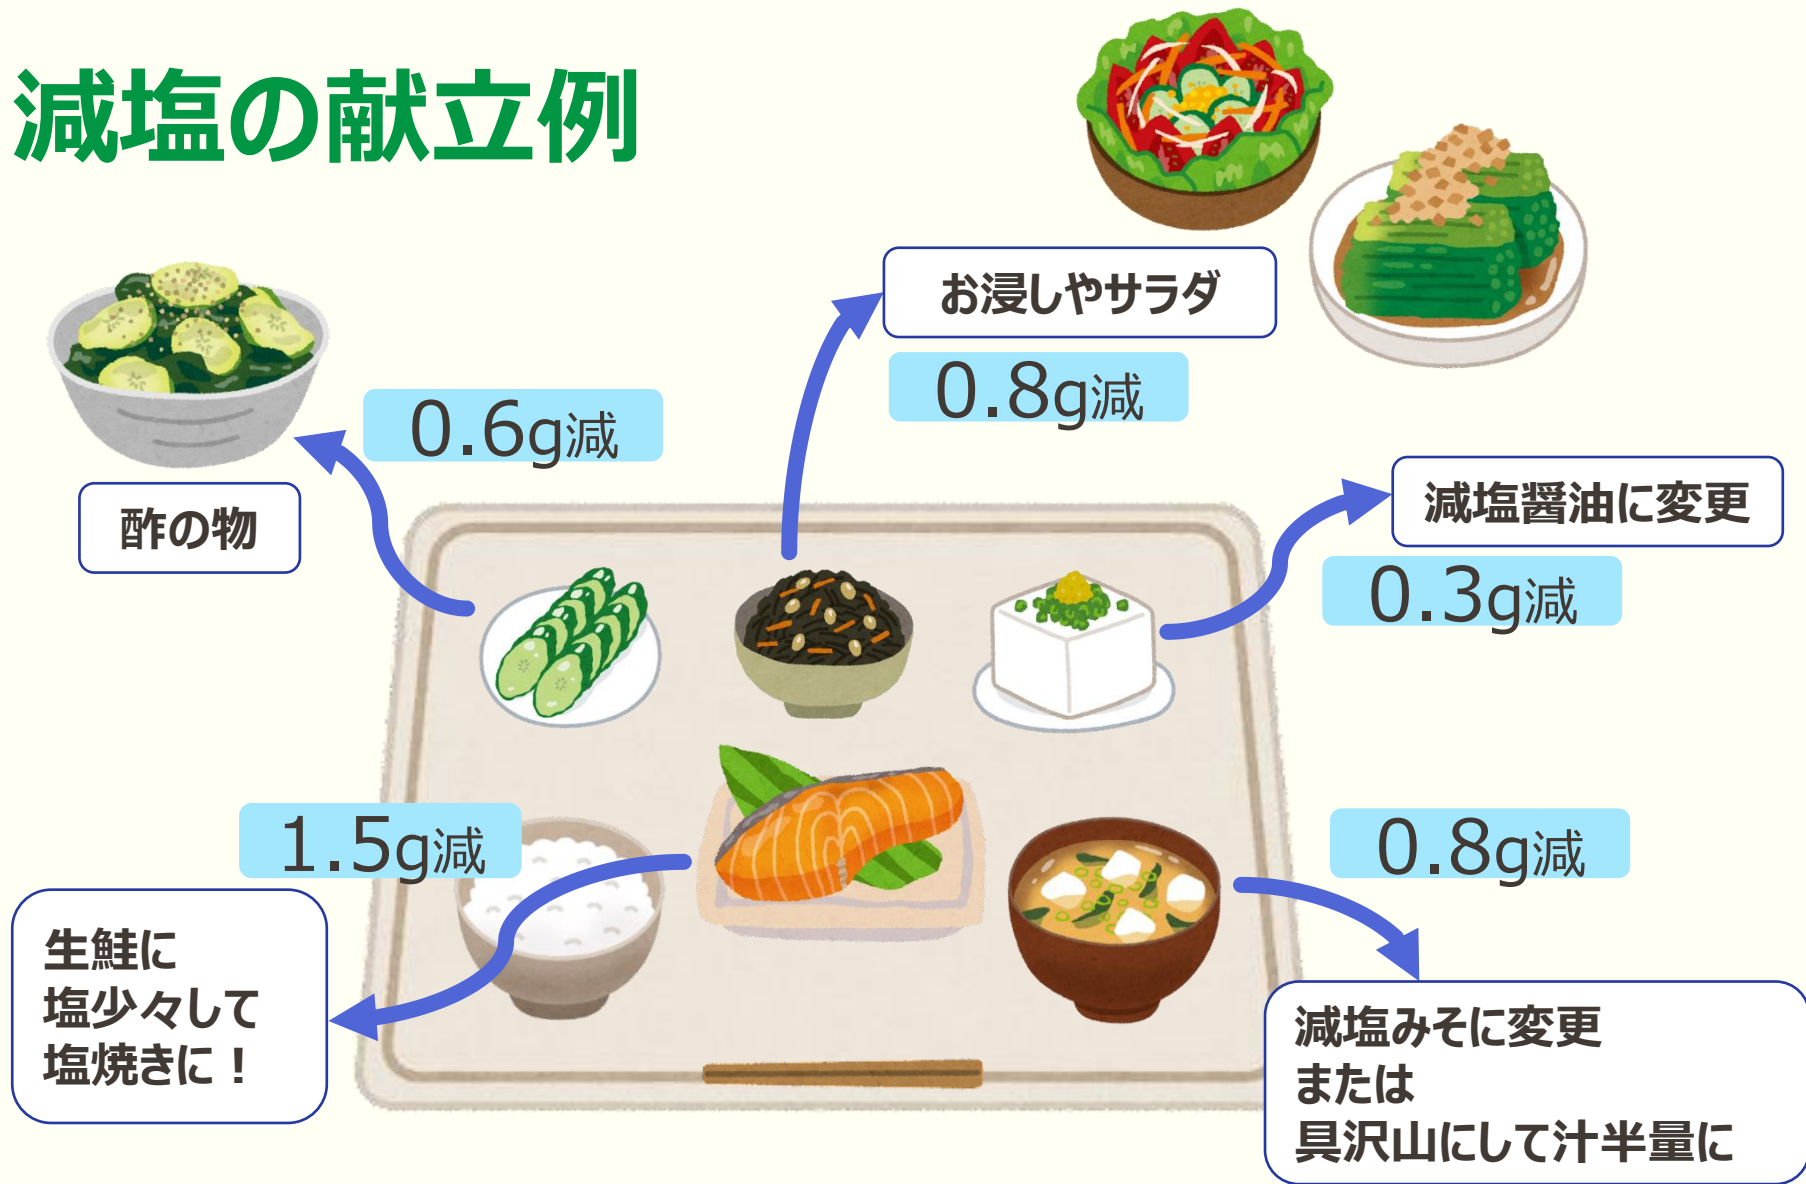 減塩の献立例
お浸しやサラダ
0.8g減
0.6g減
酢の物
減塩醤油に変更
0.3g減
1.5g減
生鮭に
塩少々して
塩焼きに！
0.8g減
減塩みそに変更
または
具沢山にして汁半量に